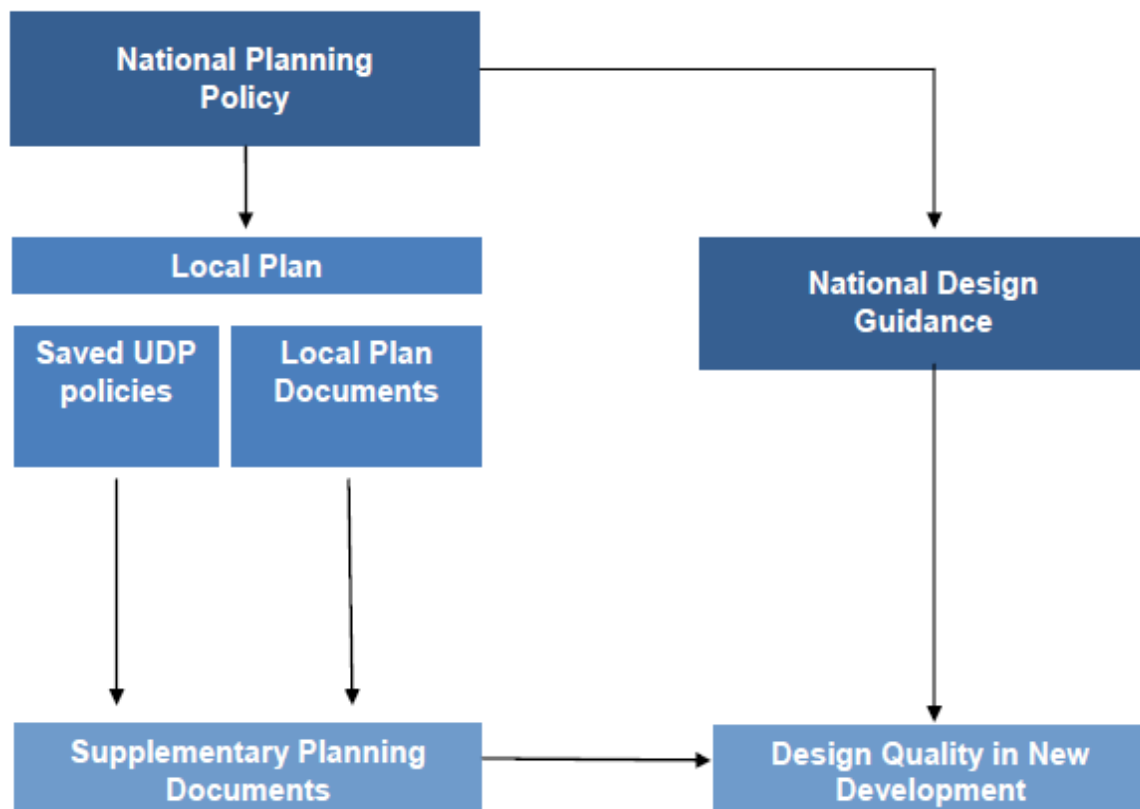 National Planning
Policy
Local Plan
National Design
Guidance
Saved UDP
policies
Local Plan
Documents
Supplementary Planning
Documents
Design Quality in New
Development